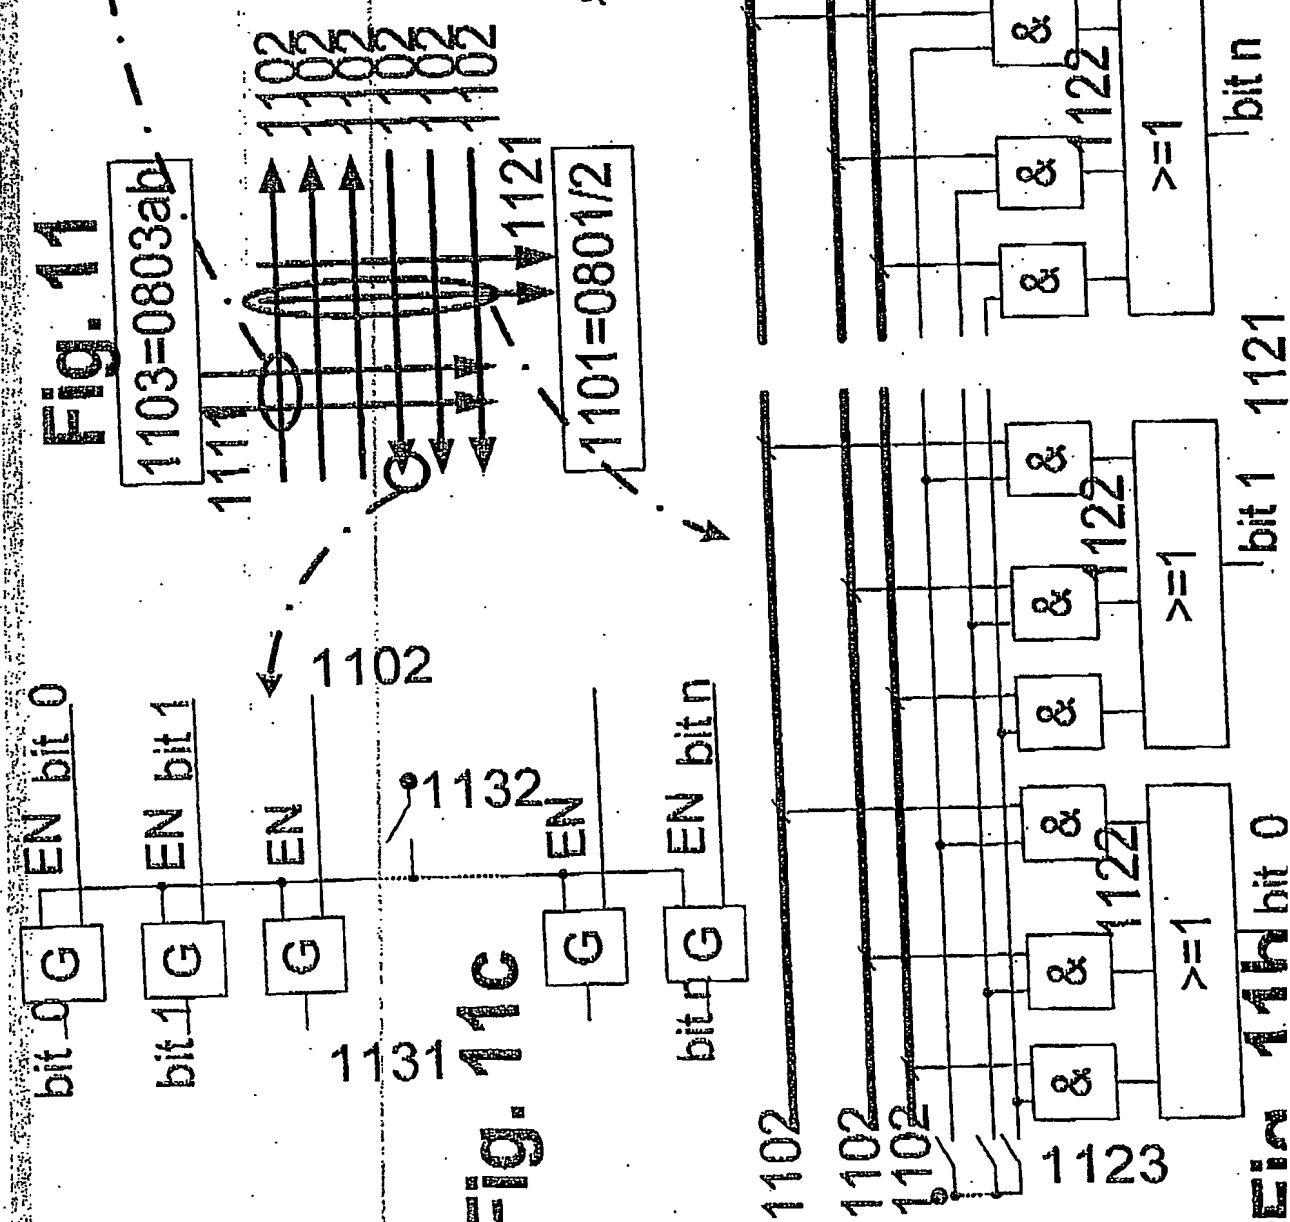 Fig. 11
1103=0803ab
1102
1102
1102
1102
1102
1102
1111
1121
1101=0801/2
1102
EN bit 0
EN bit 1
EN
EN
EN bit n
1132
G
G
G
G
G
bit 0
bit 1
bit n
1131
Fig. 11c
1102
1102
1102
1123
&
&
&
1122
>=1
bit 0
&
&
&
1122
>=1
bit 1
1121
&
&
&
1122
>=1
bit n
Fig. 11b